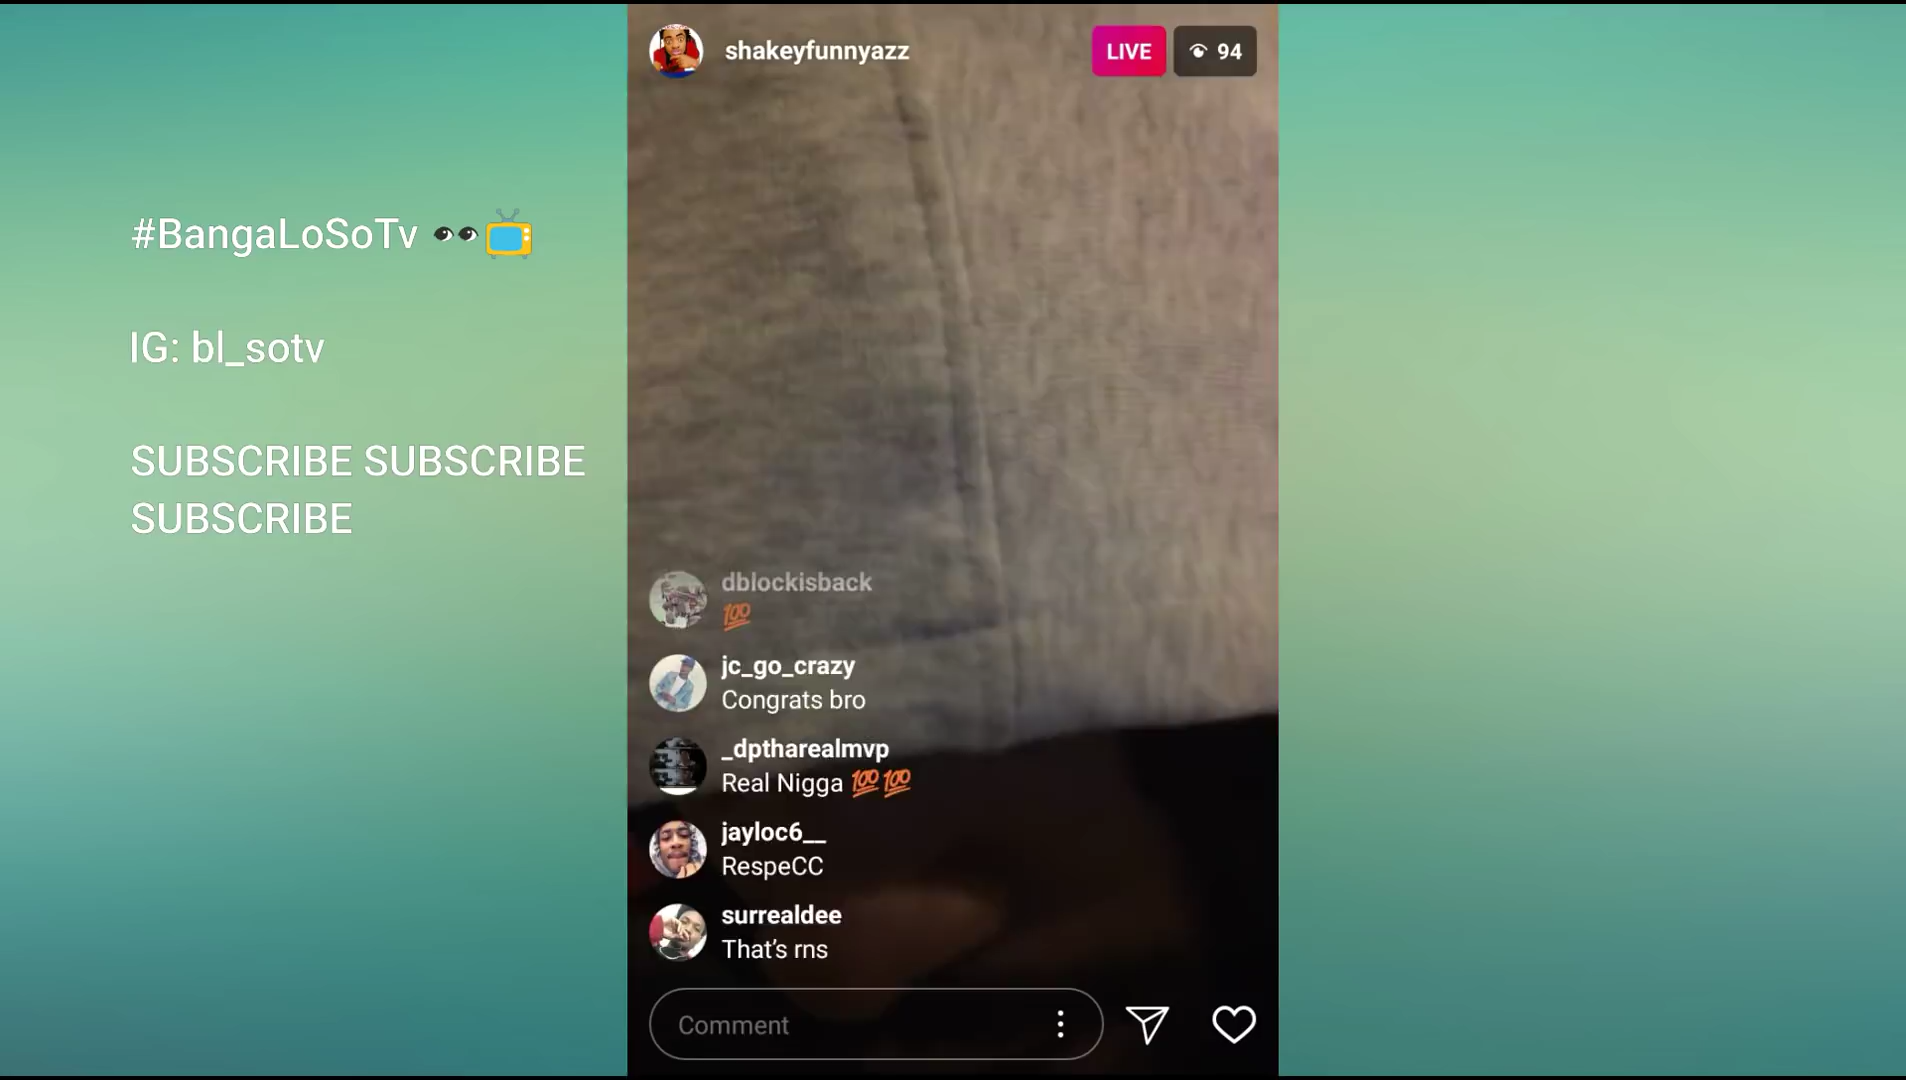 #BangaLoSoTv 👀📺
IG: bl_sotv
SUBSCRIBE SUBSCRIBE
SUBSCRIBE
shakeyfunnyazz
LIVE
94
dblockisback
💯
jc_go_crazy
Congrats bro
_dptharealmvp
Real Nigga 💯💯
jayloc6__
RespeCC
surrealdee
That's rns
Comment